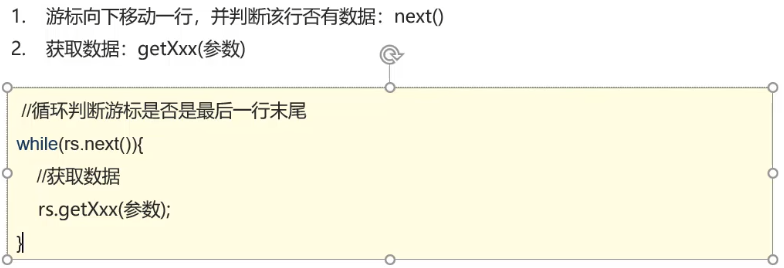 1. 游标向下移动一行，并判断该行否有数据：next()
2. 获取数据：getXxx(参数)
//循环判断游标是否是最后一行末尾
while(rs.next()){
//获取数据
rs.getXxx(参数);
}